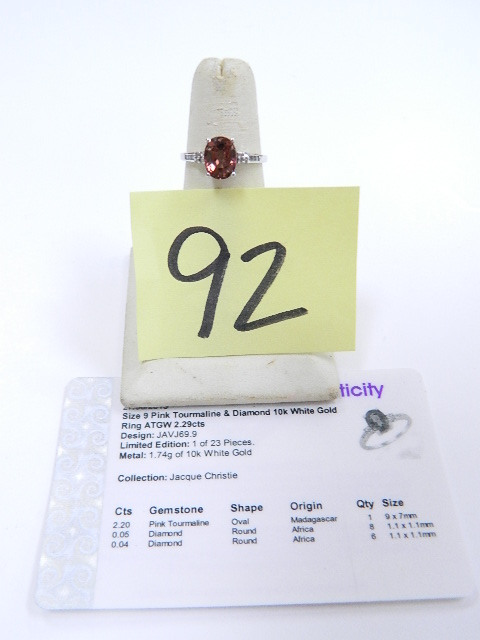 92
ticity
Size 9 Pink Tourmaline & Diamond 10k White Gold
Ring ATGW 2.29cts
Design: JAVJ69.9
Limited Edition: 1 of 23 Pieces.
Metal: 1.74g of 10k White Gold
Collection: Jacque Christie
Cts Gemstone Shape Origin Qty Size
2.20 Pink Tourmaline Oval Madagascar 1 9 x 7mm
0.05 Diamond Round Africa 8 1.1 x 1.1mm
0.04 Diamond Round Africa 6 1.1 x 1.1mm